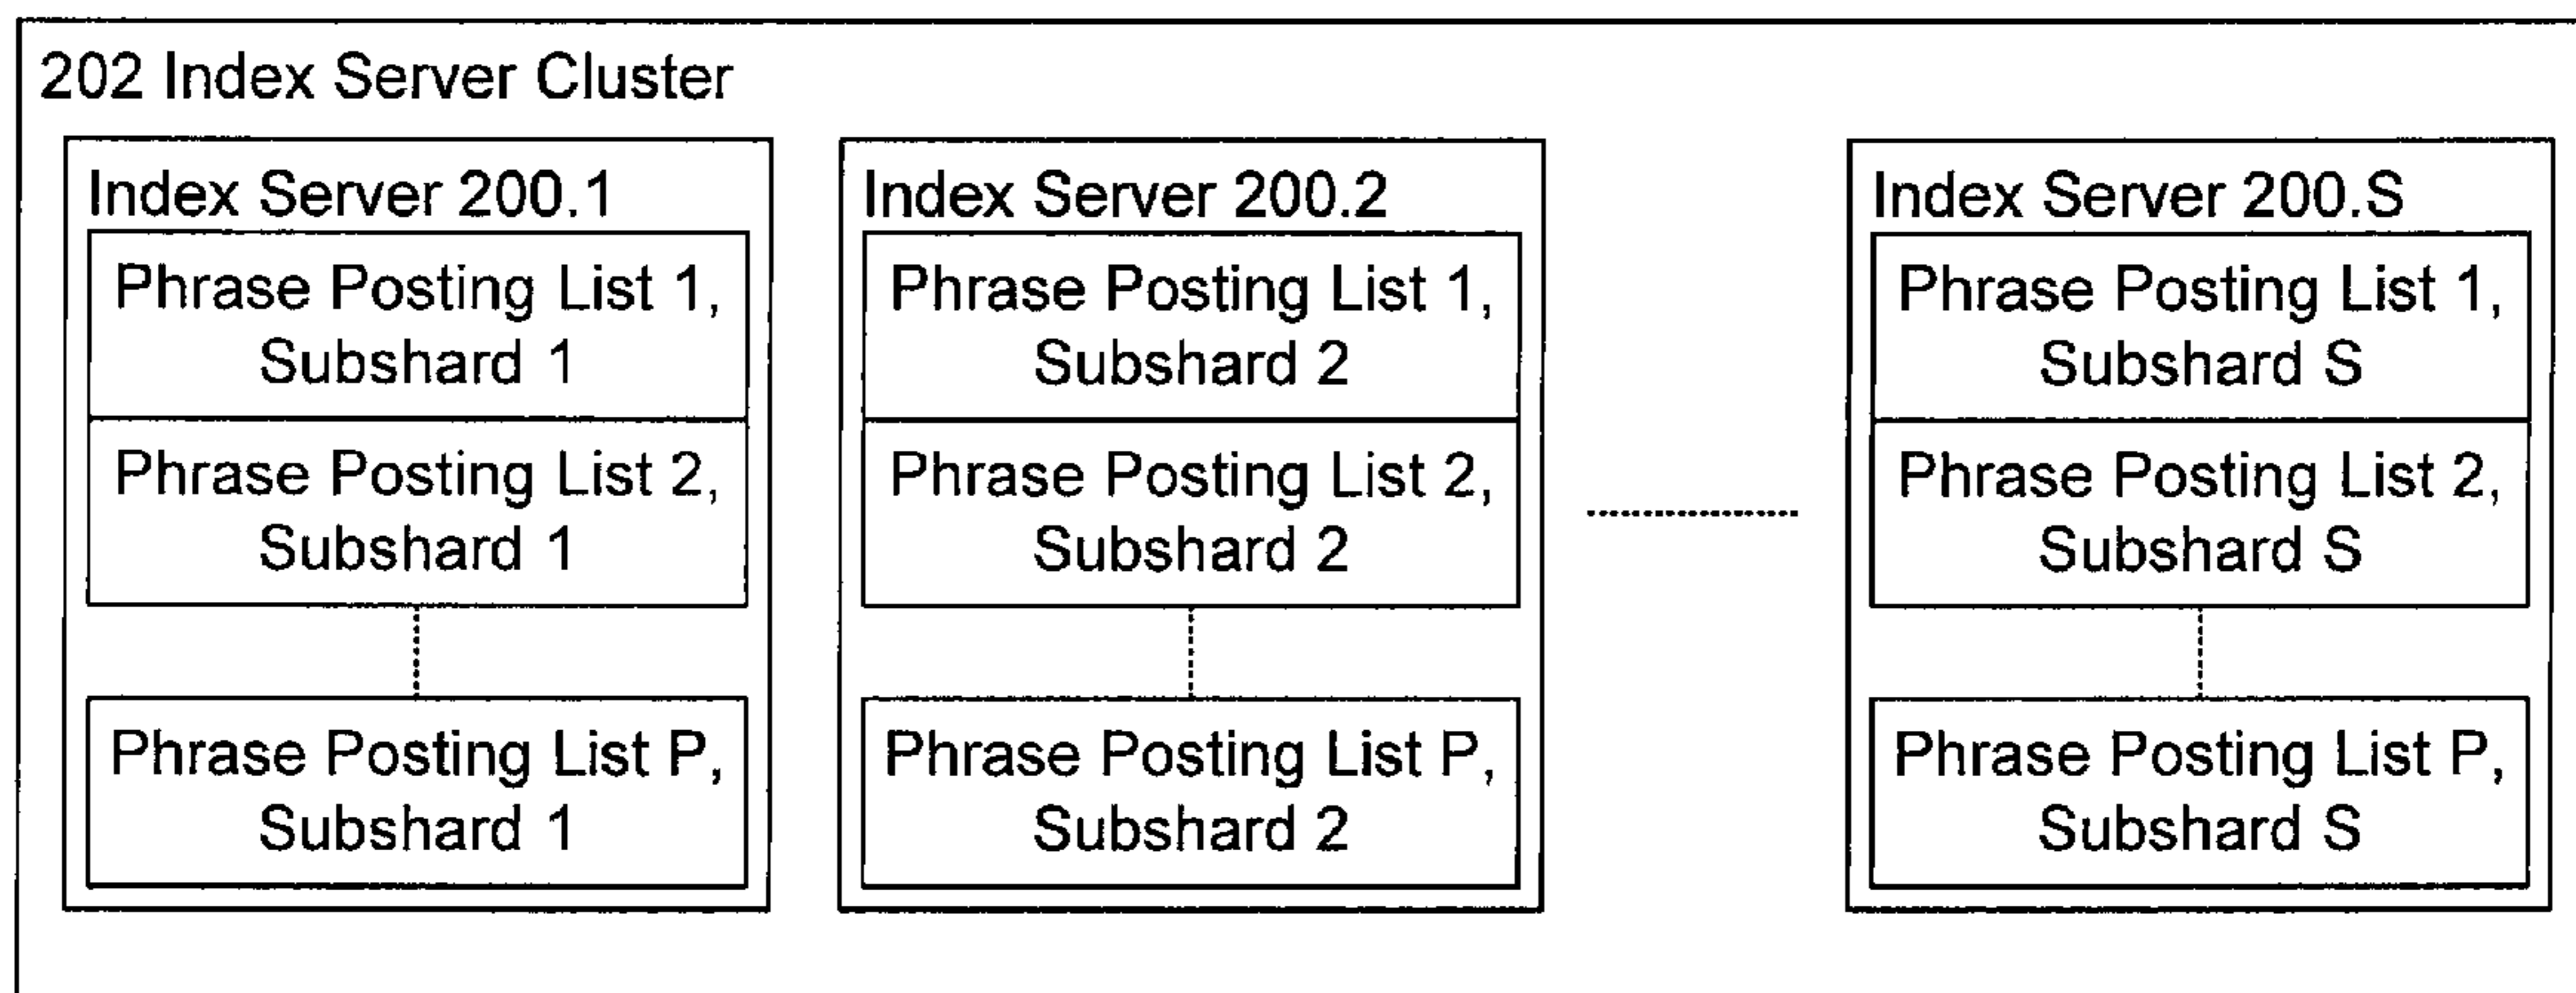 202 Index Server Cluster
Index Server 200.1
Phrase Posting List 1,
Subshard 1
Phrase Posting List 2,
Subshard 1
Phrase Posting List P,
Subshard 1
Index Server 200.2
Phrase Posting List 1,
Subshard 2
Phrase Posting List 2,
Subshard 2
Phrase Posting List P,
Subshard 2
Index Server 200.S
Phrase Posting List 1,
Subshard S
Phrase Posting List 2,
Subshard S
Phrase Posting List P,
Subshard S